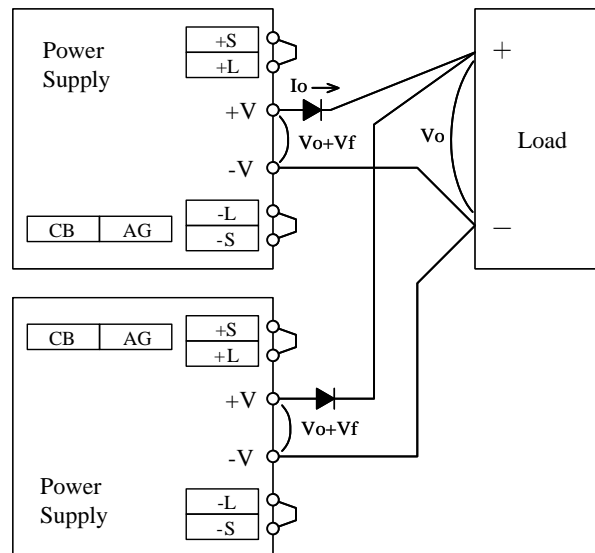 Power
Supply
+S
+L
Io
+V
Vo+Vf
-V
-L
-S
CB AG
+
Vo
Load
−
CB AG
+S
+L
+V
Vo+Vf
-V
Power
Supply
-L
-S